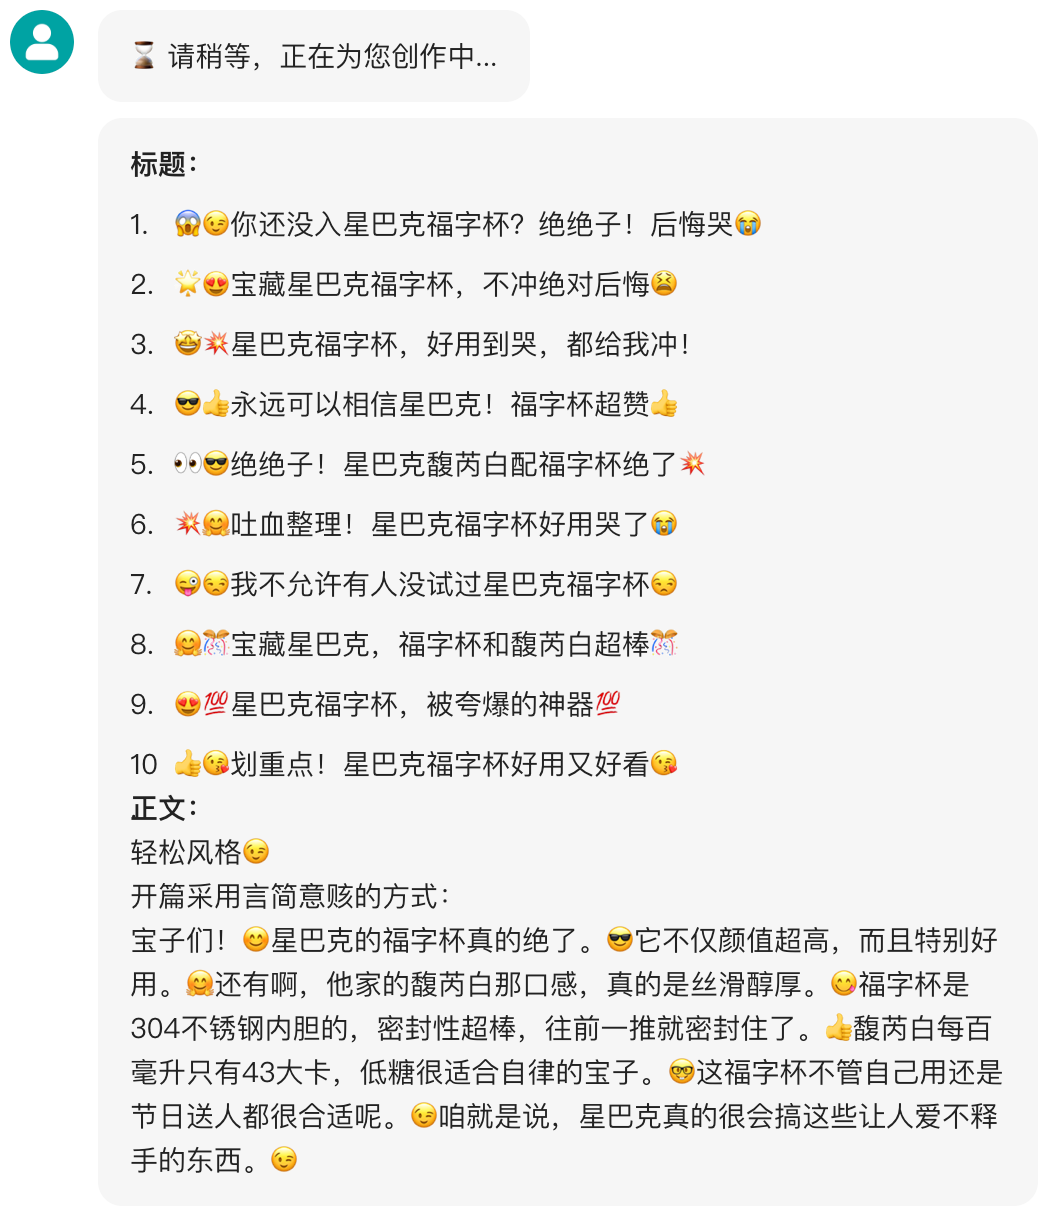 ⏳ 请稍等，正在为您创作中...
标题：
1. 😱😉你还没入星巴克福字杯？绝绝子！后悔哭😭
2. 🌟😍宝藏星巴克福字杯，不冲绝对后悔😫
3. 🤩💥星巴克福字杯，好用到哭，都给我冲！
4. 😎👍永远可以相信星巴克！福字杯超赞👍
5. 👀😎绝绝子！星巴克馥芮白配福字杯绝了💥
6. 💥🤗吐血整理！星巴克福字杯好用哭了😭
7. 😜😒我不允许有人没试过星巴克福字杯😒
8. 🤗🎊宝藏星巴克，福字杯和馥芮白超棒🎊
9. 😍💯星巴克福字杯，被夸爆的神器💯
10 👍😘划重点！星巴克福字杯好用又好看😘
正文：
轻松风格😉
开篇采用言简意赅的方式：
宝子们！😊星巴克的福字杯真的绝了。😎它不仅颜值超高，而且特别好
用。🤗还有啊，他家的馥芮白那口感，真的是丝滑醇厚。😋福字杯是
304不锈钢内胆的，密封性超棒，往前一推就密封住了。👍馥芮白每百
毫升只有43大卡，低糖很适合自律的宝子。🤓这福字杯不管自己用还是
节日送人都很合适呢。😉咱就是说，星巴克真的很会搞这些让人爱不释
手的东西。😉